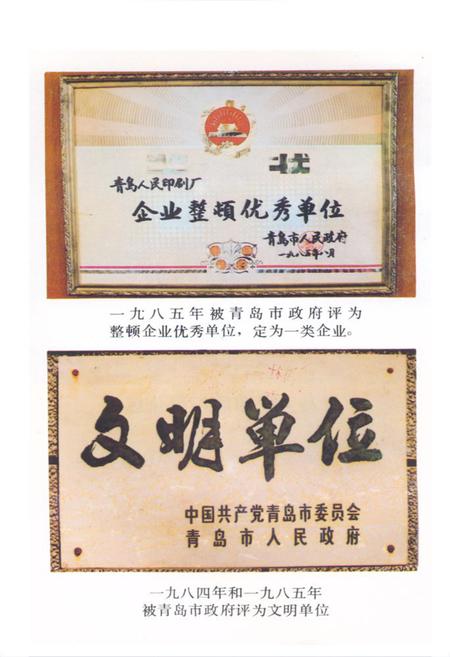 状
青岛人民印刷厂
企业整顿优秀单位
青岛市人民政府
一九八五年八月
一九八五年被青岛市政府评为
整顿企业优秀单位，定为一类企业。
文明单位
中国共产党青岛市委员会
青岛市人民政府
一九八四年和一九八五年
被青岛市政府评为文明单位